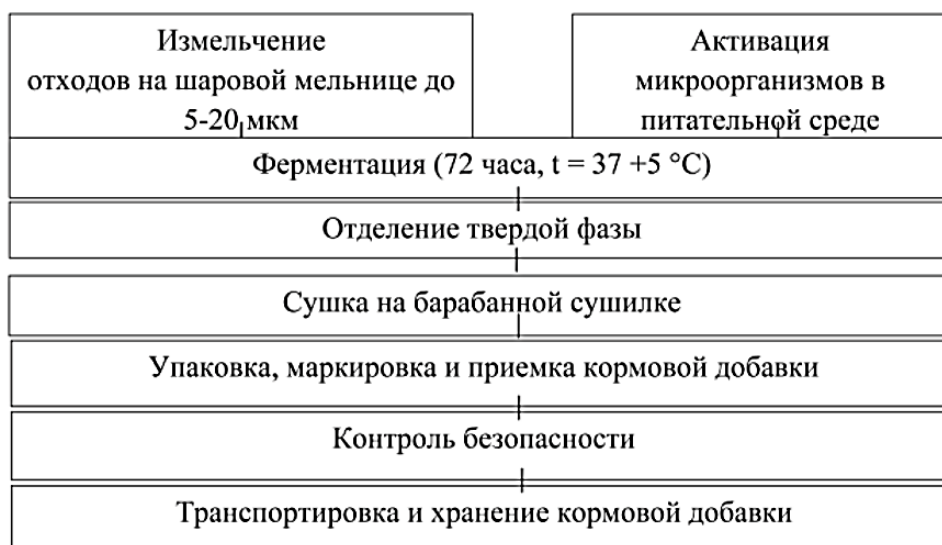 Измельчение
отходов на шаровой мельнице до
5-20 мкм
Активация
микроорганизмов в
питательной среде
Ферментация (72 часа, t = 37 +5 °C)
Отделение твердой фазы
Сушка на барабанной сушилке
Упаковка, маркировка и приемка кормовой добавки
Контроль безопасности
Транспортировка и хранение кормовой добавки